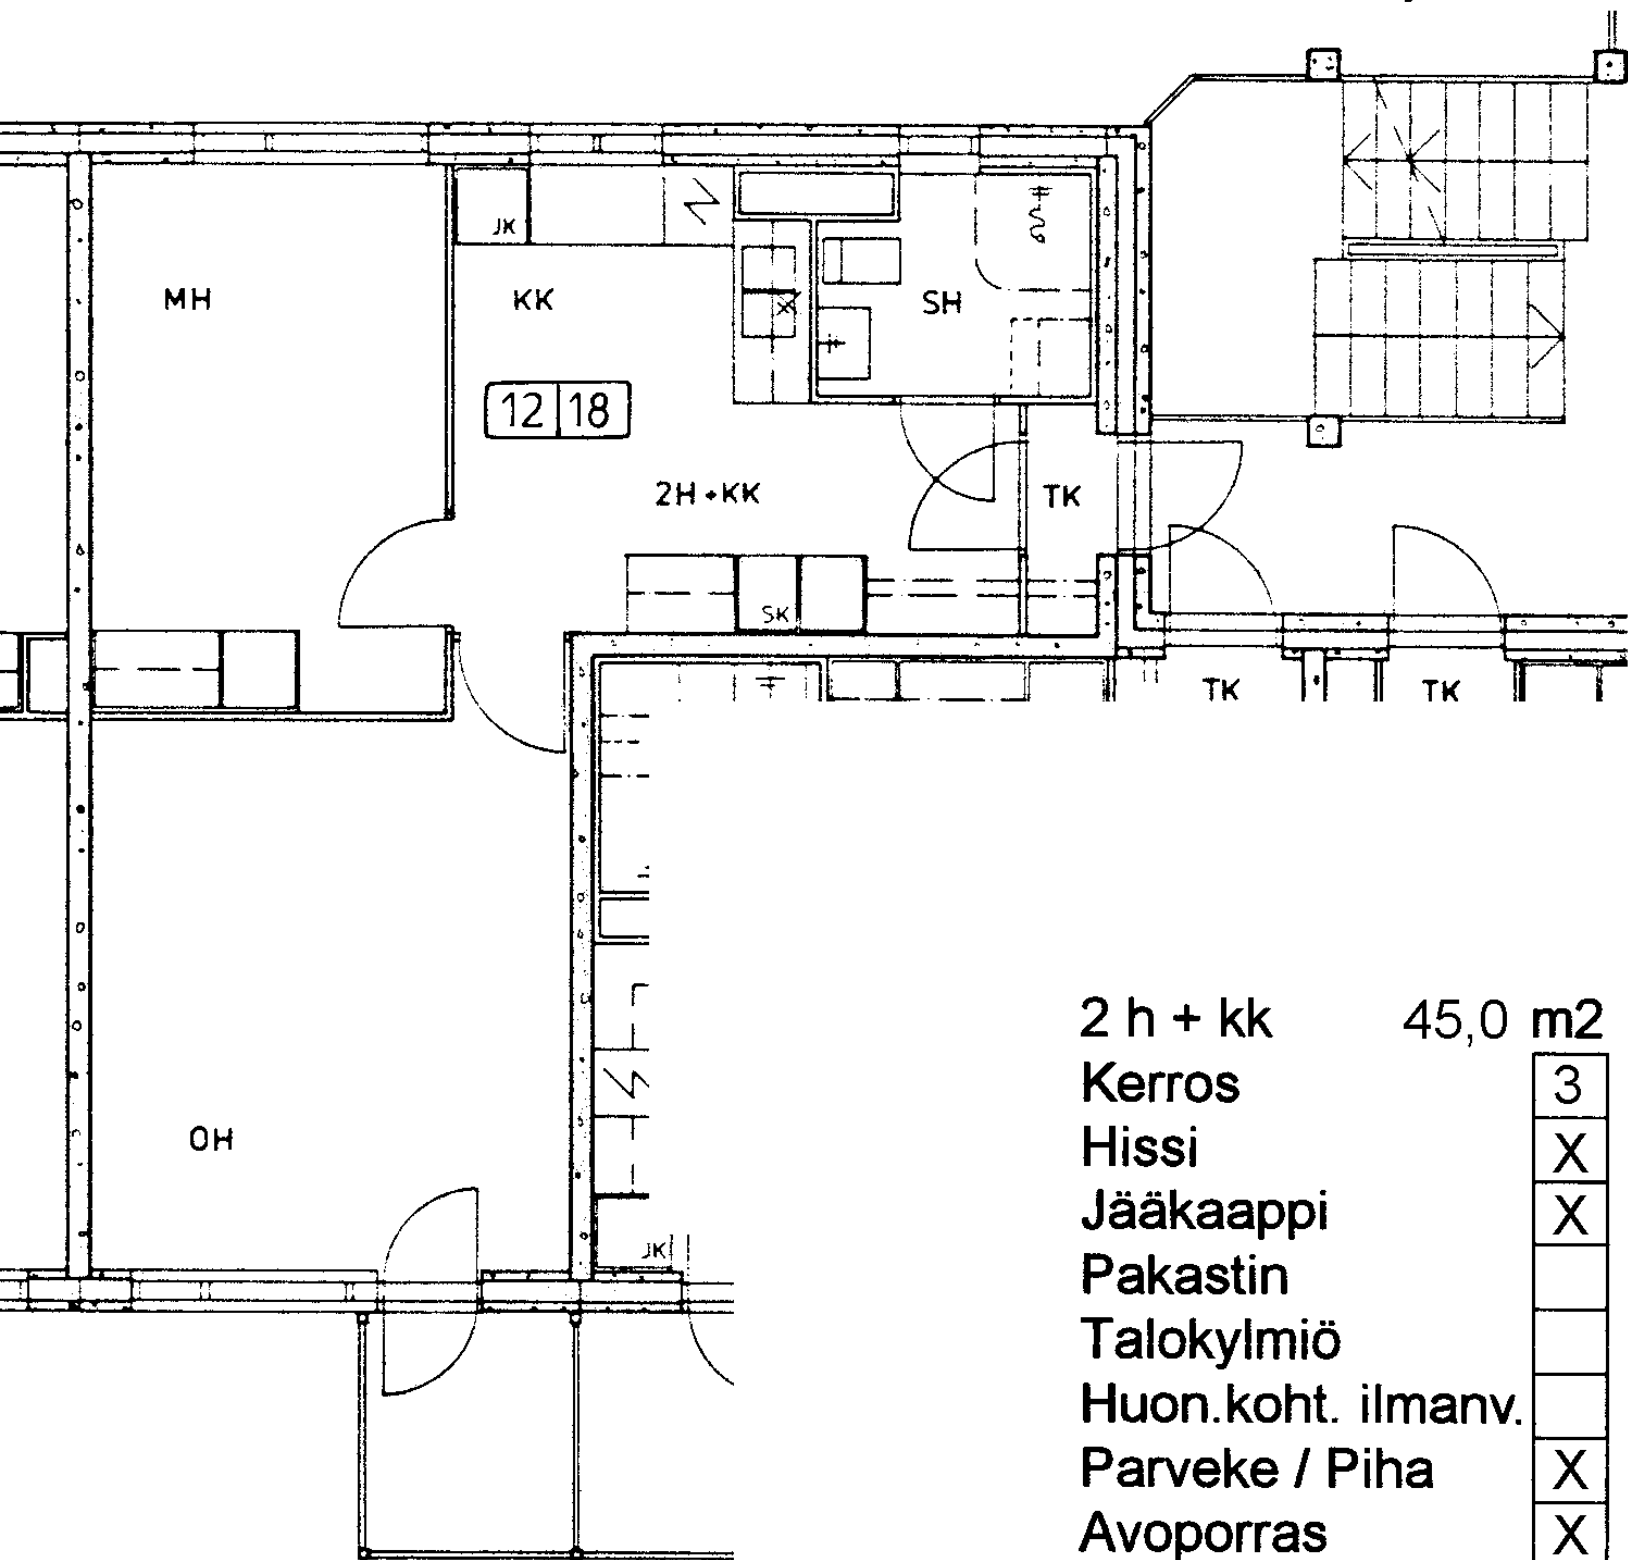 JK
MH
KK
SH
12 18
2H+KK
TK
SK
TK
TK
2 h + kk 45,0 m2
Kerros 3
Hissi X
OH
Jääkaappi X
JK
Pakastin
Talokylmiö
Huon.koht. ilmanv.
Parveke / Piha X
Avoporras X